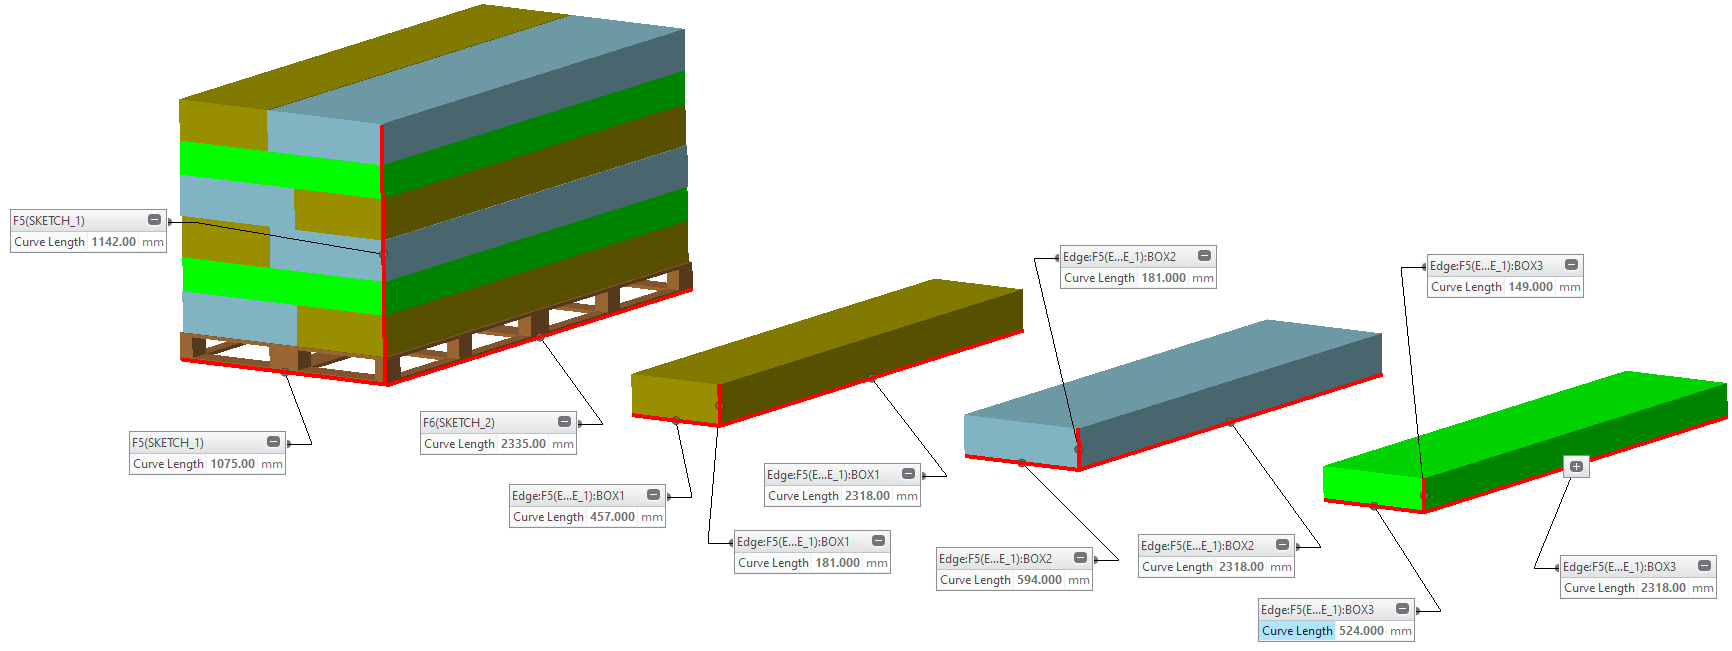 F5(SKETCH_1)
Curve Length 1142.00 mm
F5(SKETCH_1)
Curve Length 1075.00 mm
F6(SKETCH_2)
Curve Length 2335.00 mm
Edge:F5(E...E_1):BOX1
Curve Length 457.000 mm
Edge:F5(E...E_1):BOX1
Curve Length 2318.00 mm
Edge:F5(E...E_1):BOX1
Curve Length 181.000 mm
Edge:F5(E...E_1):BOX2
Curve Length 181.000 mm
Edge:F5(E...E_1):BOX2
Curve Length 594.000 mm
Edge:F5(E...E_1):BOX2
Curve Length 2318.00 mm
Edge:F5(E...E_1):BOX3
Curve Length 149.000 mm
Edge:F5(E...E_1):BOX3
Curve Length 524.000 mm
Edge:F5(E...E_1):BOX3
Curve Length 2318.00 mm